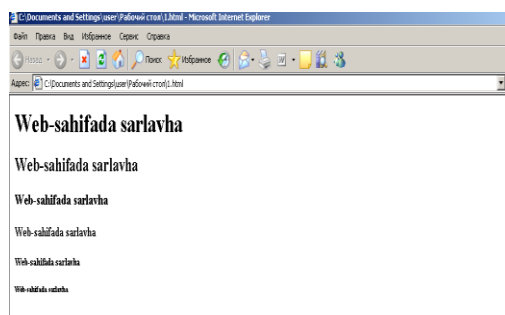 C:\Documents and Settings\user\Рабочий стол\1.html - Microsoft Internet Explorer
Файл Правка Вид Избранное Сервис Справка
Назад Поиск Избранное
Адрес: C:\Documents and Settings\user\Рабочий стол\1.html
Web-sahifada sarlavha
Web-sahifada sarlavha
Web-sahifada sarlavha
Web-sahifada sarlavha
Web-sahifada sarlavha
Web-sahifada sarlavha